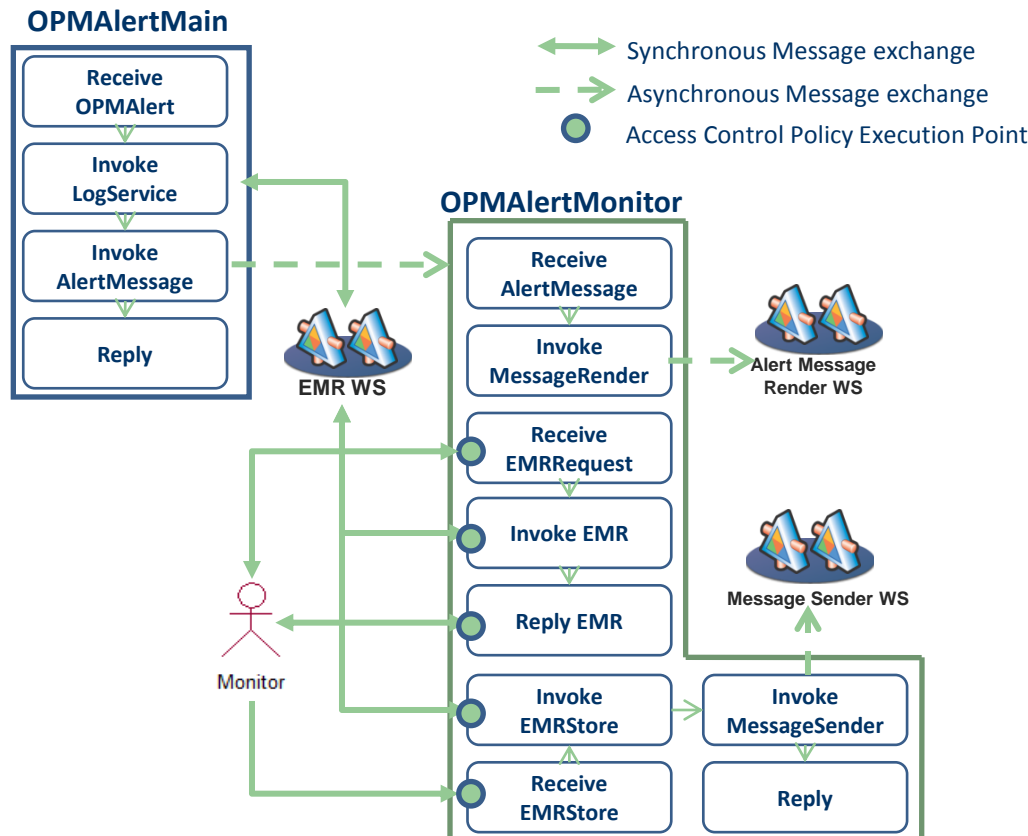 OPMAlertMain
Receive
OPMAlert
Invoke
LogService
Invoke
AlertMessage
Reply
Synchronous Message exchange
Asynchronous Message exchange
Access Control Policy Execution Point
EMR WS
OPMAlertMonitor
Receive
AlertMessage
Invoke
MessageRender
Alert Message
Render WS
Receive
EMRRequest
Invoke EMR
Reply EMR
Message Sender WS
Monitor
Invoke
EMRStore
Invoke
MessageSender
Receive
EMRStore
Reply